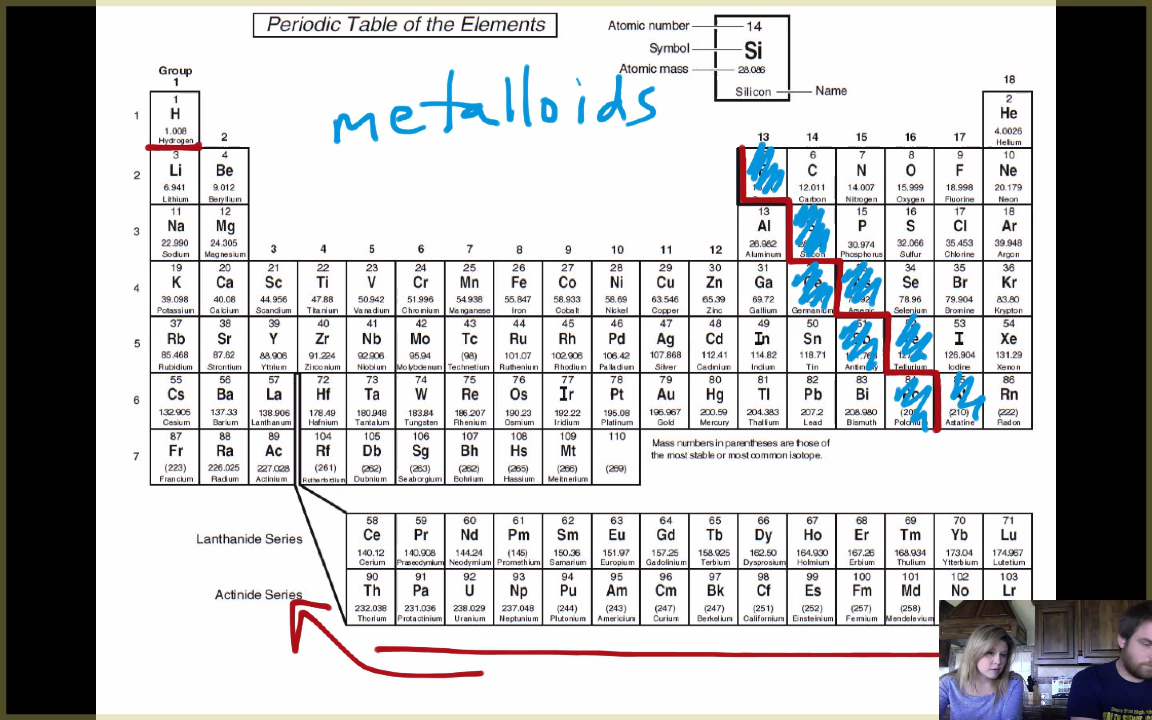 Periodic Table of the Elements
Atomic number 14
Symbol Si
Atomic mass 28.086
Silicon Name
metalloids
Group
1 18
1 2
1 H He
1.008 4.0026
Hydrogen Helium
2 13 14 15 16 17
3 4 6 7 8 9 10
2 Li Be C N O F Ne
6.941 9.012 12.011 14.007 15.999 18.998 20.179
Lithium Beryllium Carbon Nitrogen Oxygen Fluorine Neon
11 12 13 15 16 17 18
3 Na Mg Al P S Cl Ar
22.990 24.305 26.982 30.974 32.066 35.453 39.948
Sodium Magnesium Aluminum Silicon Phosphorus Sulfur Chlorine Argon
3 4 5 6 7 8 9 10 11 12
19 20 21 22 23 24 25 26 27 28 29 30 31 34 35 36
4 K Ca Sc Ti V Cr Mn Fe Co Ni Cu Zn Ga Ge Se Br Kr
39.098 40.08 44.956 47.88 50.942 51.996 54.938 55.847 58.933 58.69 63.546 65.39 69.72 78.96 79.904 83.80
Potassium Calcium Scandium Titanium Vanadium Chromium Manganese Iron Cobalt Nickel Copper Zinc Gallium Germanium Arsenic Selenium Bromine Krypton
37 38 39 40 41 42 43 44 45 46 47 48 49 50 53 54
5 Rb Sr Y Zr Nb Mo Tc Ru Rh Pd Ag Cd In Sn I Xe
85.468 87.62 88.906 91.224 92.906 95.94 (98) 101.07 102.906 106.42 107.868 112.41 114.82 118.71 126.904 131.29
Rubidium Strontium Yttrium Zirconium Niobium Molybdenum Technetium Ruthenium Rhodium Palladium Silver Cadmium Indium Tin Antimony Tellurium Iodine Xenon
55 56 57 72 73 74 75 76 77 78 79 80 81 82 83 86
6 Cs Ba La Hf Ta W Re Os Ir Pt Au Hg Tl Pb Bi Rn
132.905 137.33 138.906 178.49 180.948 183.84 186.207 190.23 192.22 195.08 196.967 200.59 204.383 207.2 208.980 (210) (222)
Cesium Barium Lanthanum Hafnium Tantalum Tungsten Rhenium Osmium Iridium Platinum Gold Mercury Thallium Lead Bismuth Polonium Astatine Radon
87 88 89 104 105 106 107 108 109 110
7 Fr Ra Ac Rf Db Sg Bh Hs Mt
(223) 226.025 227.028 (261) (262) (263) (262) (265) (266) (269)
Francium Radium Actinium Rutherfordium Dubnium Seaborgium Bohrium Hassium Meitnerium
Mass numbers in parentheses are those of
the most stable or most common isotope.
58 59 60 61 62 63 64 65 66 67 68 69 70 71
Lanthanide Series Ce Pr Nd Pm Sm Eu Gd Tb Dy Ho Er Tm Yb Lu
140.12 140.908 144.24 (145) 150.36 151.97 157.25 158.925 162.50 164.930 167.26 168.934 173.04 174.967
Cerium Praseodymium Neodymium Promethium Samarium Europium Gadolinium Terbium Dysprosium Holmium Erbium Thulium Ytterbium Lutetium
90 91 92 93 94 95 96 97 98 99 100 101 102 103
Actinide Series Th Pa U Np Pu Am Cm Bk Cf Es Fm Md No Lr
232.038 231.036 238.029 237.048 (244) (243) (247) (247) (251) (252) (257) (258)
Thorium Protactinium Uranium Neptunium Plutonium Americium Curium Berkelium Californium Einsteinium Fermium Mendelevium